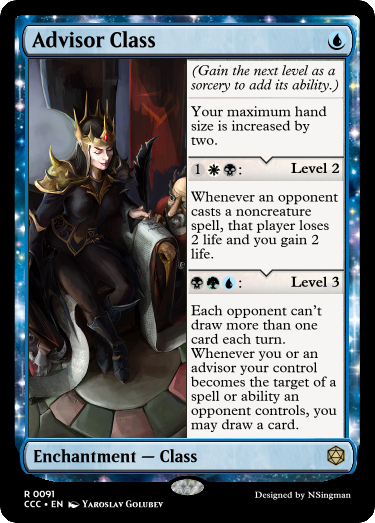 Advisor Class
(Gain the next level as a
sorcery to add its ability.)
Your maximum hand
size is increased by
two.
1 :
Level 2
Whenever an opponent
casts a noncreature
spell, that player loses
2 life and you gain 2
life.
:
Level 3
Each opponent can't
draw more than one
card each turn.
Whenever you or an
advisor your control
becomes the target of a
spell or ability an
opponent controls, you
may draw a card.
Enchantment — Class
R 0091
CCC • EN Yaroslav Golubev
Designed by NSingman